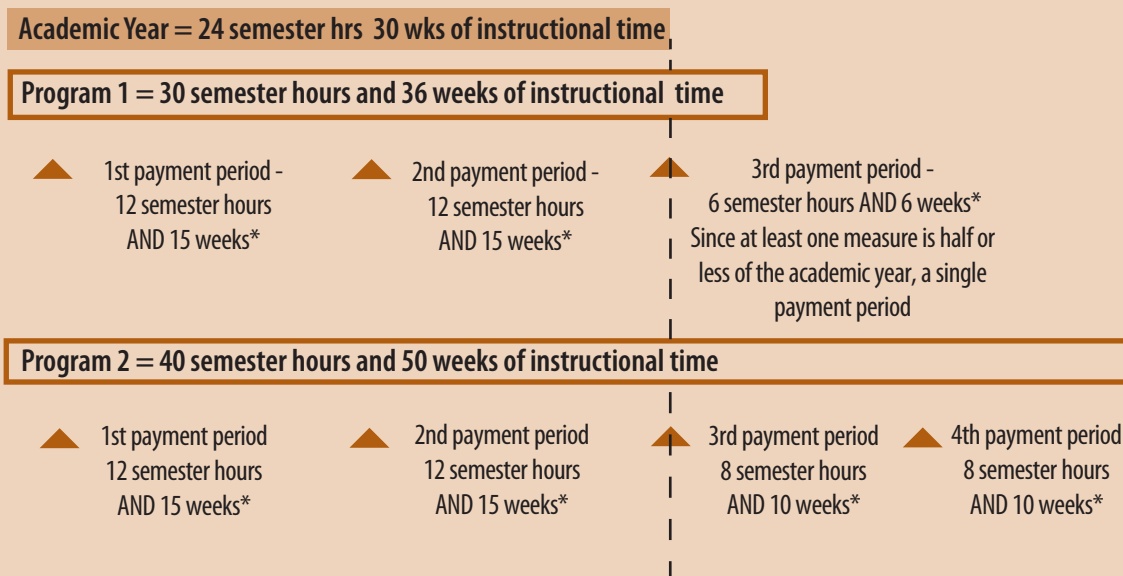 Academic Year = 24 semester hrs 30 wks of instructional time
Program 1 = 30 semester hours and 36 weeks of instructional time
1st payment period -
12 semester hours
AND 15 weeks*
2nd payment period -
12 semester hours
AND 15 weeks*
3rd payment period -
6 semester hours AND 6 weeks*
Since at least one measure is half or
less of the academic year, a single
payment period
Program 2 = 40 semester hours and 50 weeks of instructional time
1st payment period
12 semester hours
AND 15 weeks*
2nd payment period
12 semester hours
AND 15 weeks*
3rd payment period
8 semester hours
AND 10 weeks*
4th payment period
8 semester hours
AND 10 weeks*